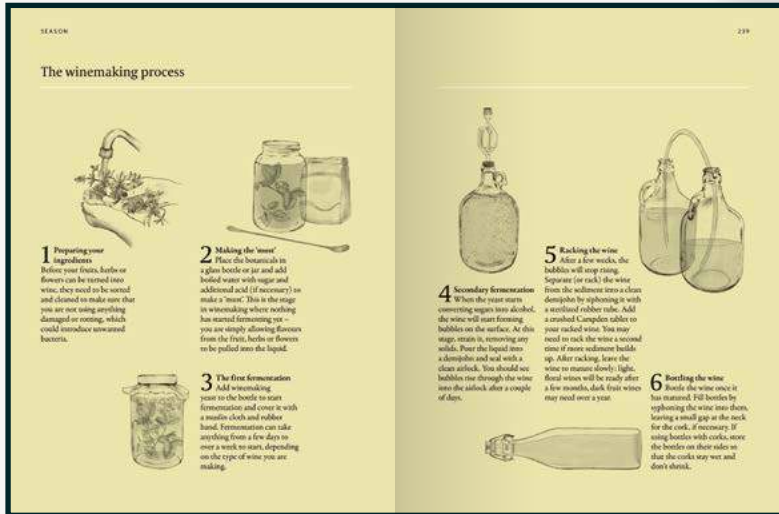 SEASON
239
The winemaking process
1 Preparing your
ingredients
Before your fruits, herbs or
flowers can be turned into
wine, they need to be sorted
and cleaned to make sure that
you are not using anything
damaged or rotting, which
could introduce unwanted
bacteria.
2 Making the 'must'
Place the botanicals in
a glass bottle or jar and add
boiled water with sugar and
additional acid (if necessary) to
make a 'must'. This is the stage
in winemaking where nothing
has started fermenting yet –
you are simply allowing flavours
from the fruit, herbs or flowers
to be pulled into the liquid.
3 The first fermentation
Add winemaking
yeast to the bottle to start
fermentation and cover it with
a muslin cloth and rubber
band. Fermentation can take
anything from a few days to
over a week to start, depending
on the type of wine you are
making.
4 Secondary fermentation
When the yeast starts
converting sugars into alcohol,
the wine will start forming
bubbles on the surface. At this
stage, strain it, removing any
solids. Pour the liquid into
a demijohn and seal with a
clean airlock. You should see
bubbles rise through the wine
into the airlock after a couple
of days.
5 Racking the wine
After a few weeks, the
bubbles will stop rising.
Separate (or rack) the wine
from the sediment into a clean
demijohn by siphoning it with
a sterilized rubber tube. Add
a crushed Campden tablet to
your racked wine. You may
need to rack the wine a second
time if more sediment builds
up. After racking, leave the
wine to mature slowly: light,
floral wines will be ready after
a few months, dark fruit wines
may need over a year.
6 Bottling the wine
Bottle the wine once it
has matured. Fill bottles by
syphoning the wine into them,
leaving a small gap at the neck
for the cork, if necessary. If
using bottles with corks, store
the bottles on their sides so
that the corks stay wet and
don't shrink.